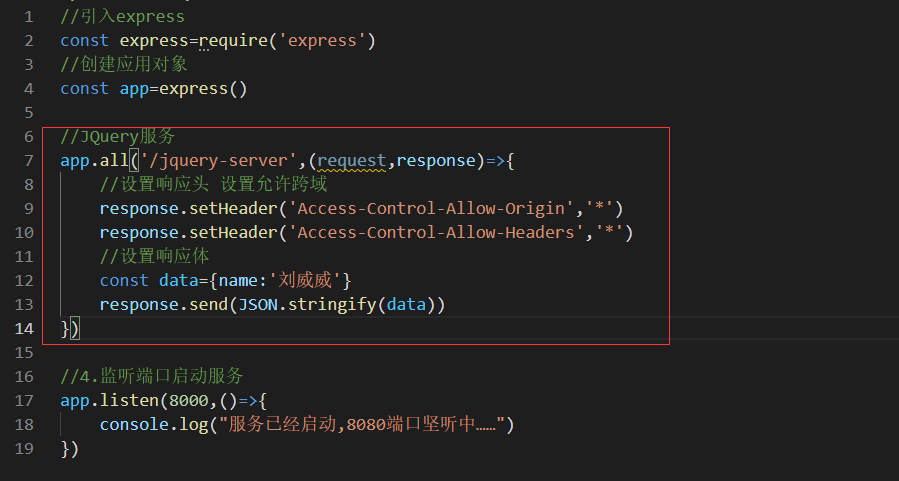 1 //引入express
2 const express=require('express')
3 //创建应用对象
4 const app=express()
5
6 //JQuery服务
7 app.all('/jquery-server',(request,response)=>{
8 //设置响应头 设置允许跨域
9 response.setHeader('Access-Control-Allow-Origin','*')
10 response.setHeader('Access-Control-Allow-Headers','*')
11 //设置响应体
12 const data={name:'刘威威'}
13 response.send(JSON.stringify(data))
14 })
15
16 //4.监听端口启动服务
17 app.listen(8000,()=>{
18 console.log("服务已经启动,8080端口坚听中……")
19 })